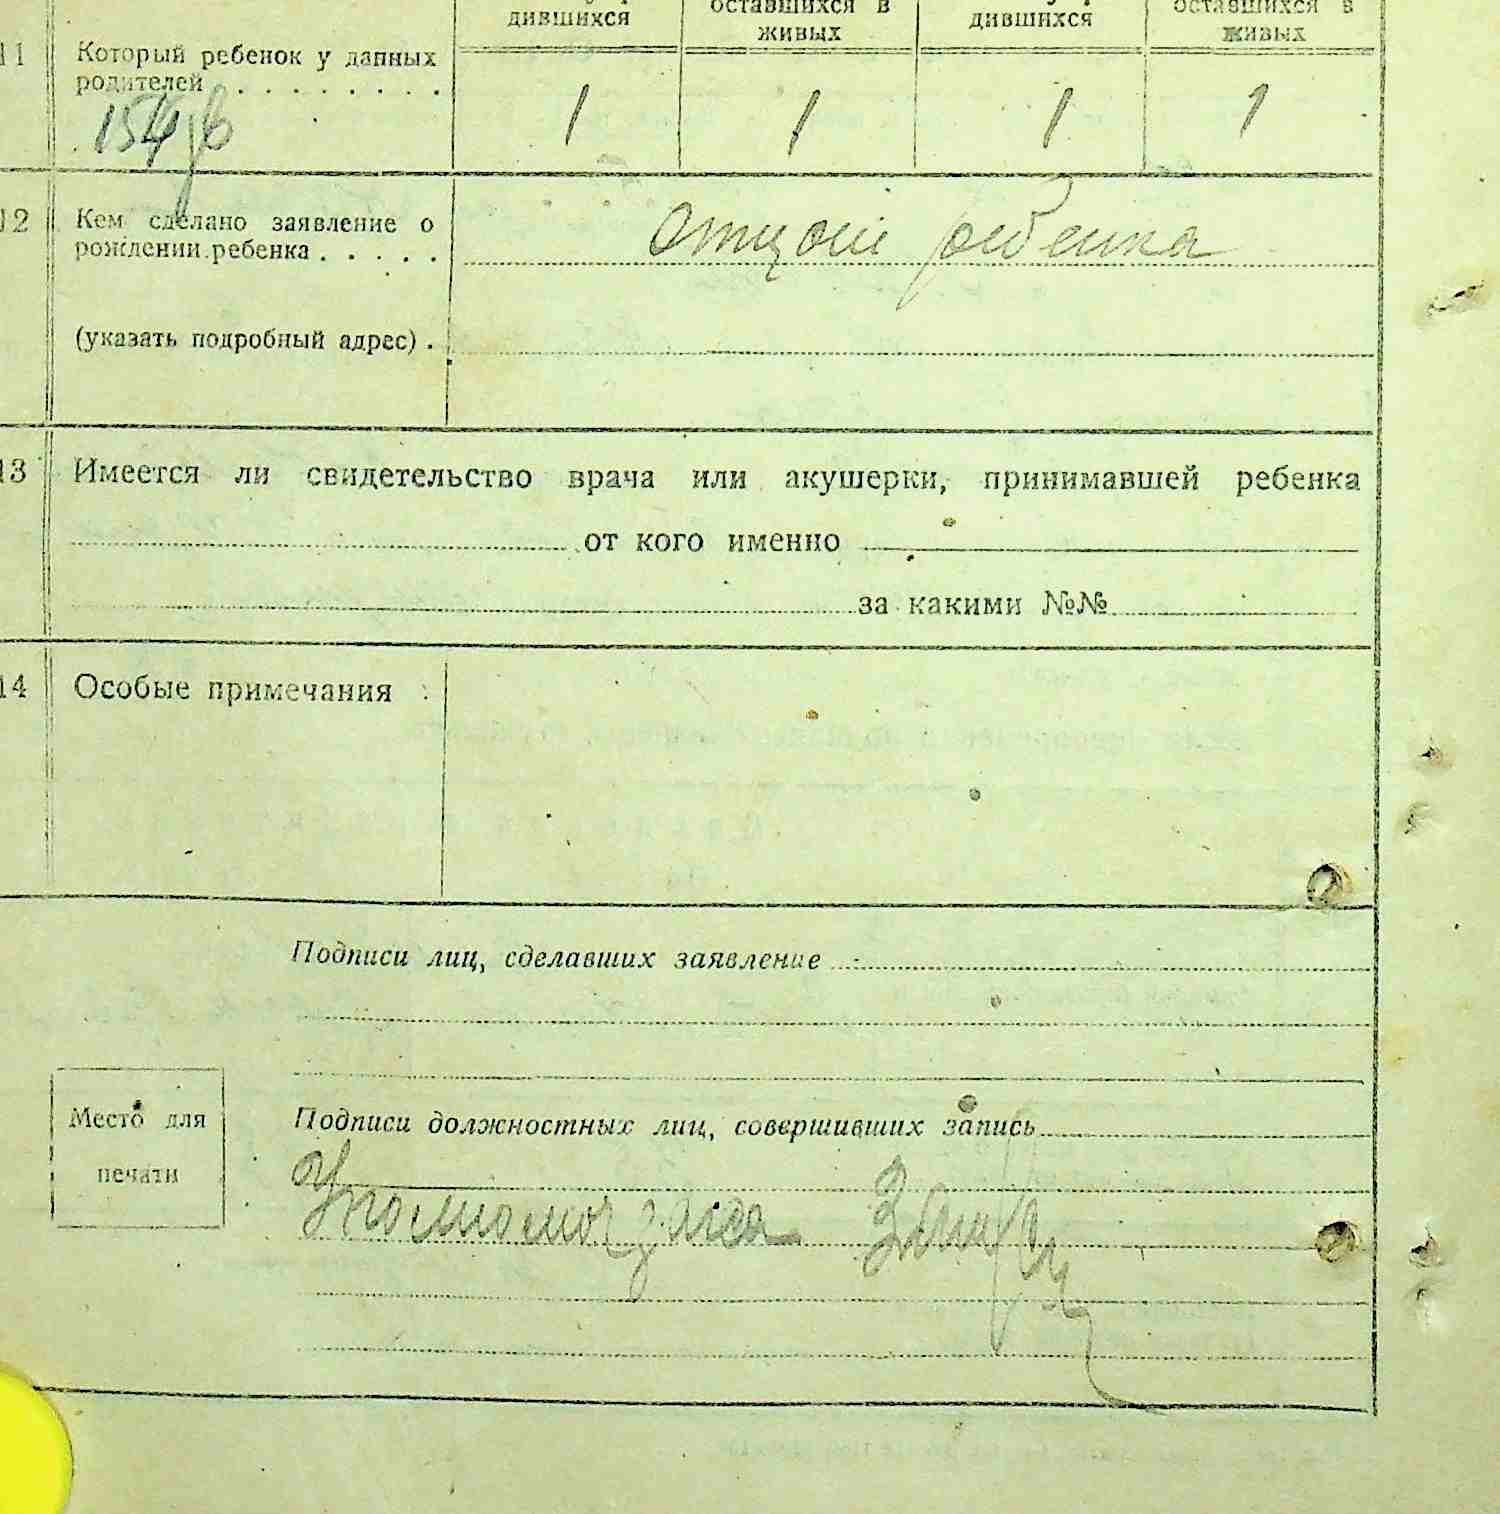 дившихся оставшихся в дившихся оставшихся в
живых живых
11 Который ребенок у данных
родителей . . . . . . . . .
1 1 1 1
12 Кем сделано заявление о
рождении ребенка . . . . . отцом ребенка
(указать подробный адрес) .
13 Имеется ли свидетельство врача или акушерки, принимавшей ребенка
от кого именно
за какими №№
14 Особые примечания
Подписи лиц, сделавших заявление
Место для
печати
Подписи должностных лиц, совершивших запись
загса